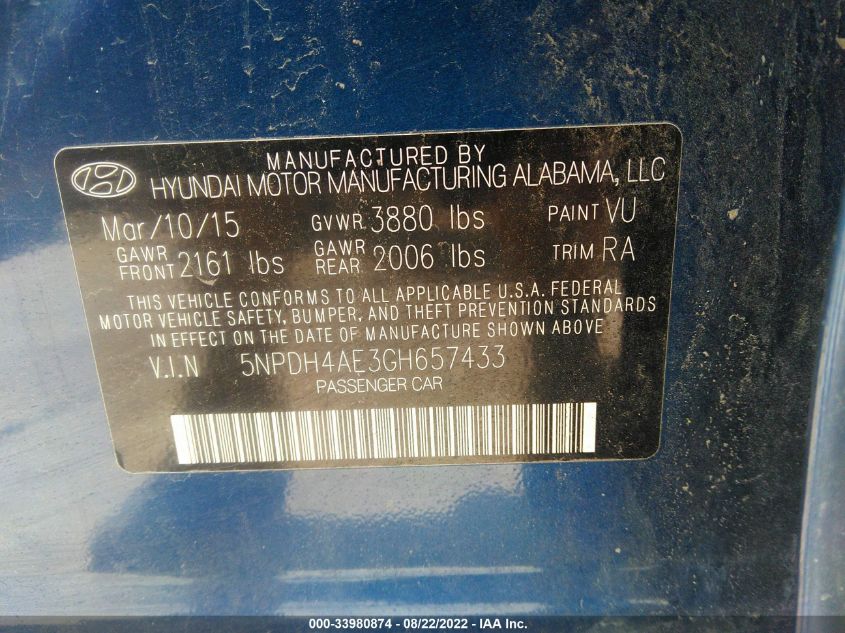 MANUFACTURED BY
HYUNDAI MOTOR MANUFACTURING ALABAMA, LLC
Mar/10/15 GVWR 3880 lbs PAINT VU
GAWR FRONT 2161 lbs GAWR REAR 2006 lbs TRIM RA
THIS VEHICLE CONFORMS TO ALL APPLICABLE U.S.A. FEDERAL
MOTOR VEHICLE SAFETY, BUMPER, AND THEFT PREVENTION STANDARDS
IN EFFECT ON THE DATE OF MANUFACTURE SHOWN ABOVE
V.I.N 5NPDH4AE3GH657433
PASSENGER CAR
000-33980874 - 08/22/2022 - IAA Inc.